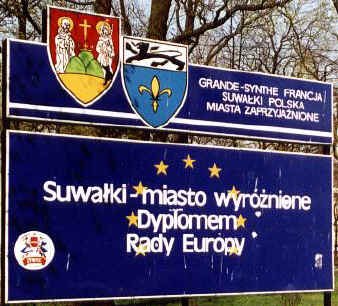 GRANDE-SYNTHE FRANCJA
SUWAŁKI POLSKA
MIASTA ZAPRZYJAŹNIONE
Suwałki-miasto wyróżnione
Dyplomem
Rady Europy